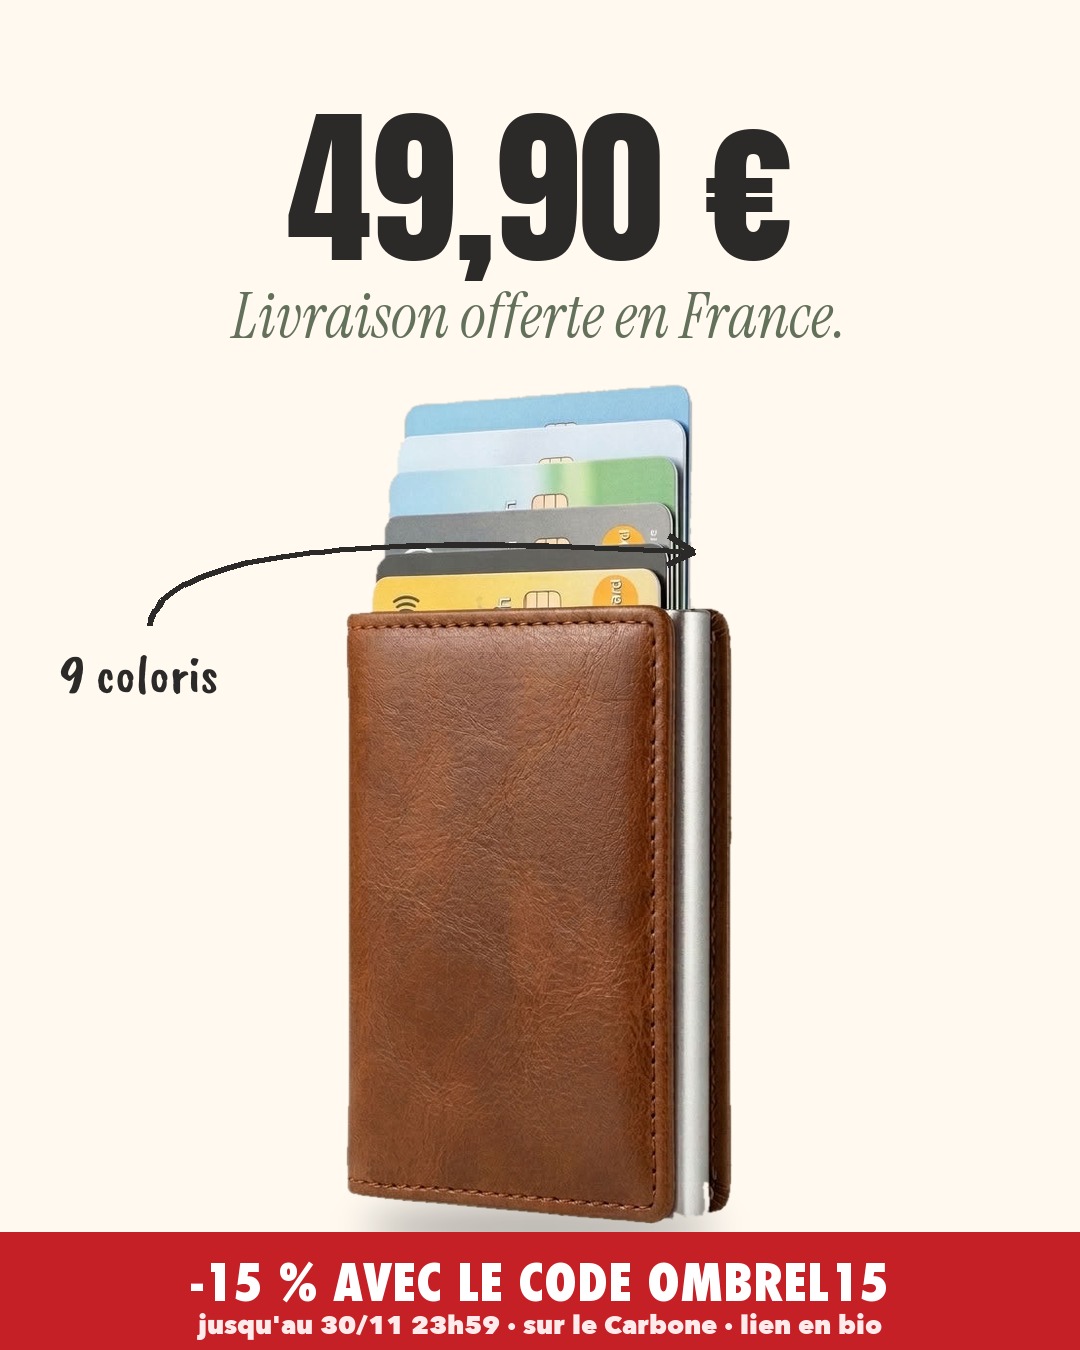 49,90 €
Livraison offerte en France.
9 coloris
-15 % AVEC LE CODE OMBREL15
jusqu'au 30/11 23h59 · sur le Carbone · lien en bio